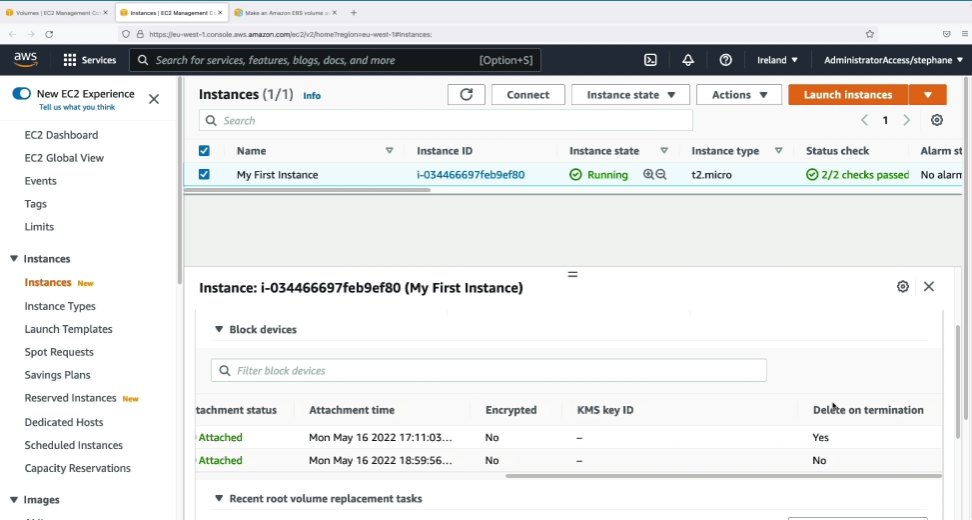 Volumes | EC2 Management Co
Instances | EC2 Management C
Make an Amazon EBS volume a
https://eu-west-1.console.aws.amazon.com/ec2/v2/home?region=eu-west-1#Instances:
aws
Services
Search for services, features, blogs, docs, and more
[Option+S]
Ireland
AdministratorAccess/stephane
New EC2 Experience
Tell us what you think
EC2 Dashboard
EC2 Global View
Events
Tags
Limits
Instances
Instances New
Instance Types
Launch Templates
Spot Requests
Savings Plans
Reserved Instances New
Dedicated Hosts
Scheduled Instances
Capacity Reservations
Images
Instances (1/1) Info
Connect
Instance state
Actions
Launch instances
Search
1
Name Instance ID Instance state Instance type Status check Alarm st
My First Instance i-034466697feb9ef80 Running t2.micro 2/2 checks passed No alarm
Instance: i-034466697feb9ef80 (My First Instance)
Block devices
Filter block devices
tachment status Attachment time Encrypted KMS key ID Delete on termination
Attached Mon May 16 2022 17:11:03... No – Yes
Attached Mon May 16 2022 18:59:56... No – No
Recent root volume replacement tasks